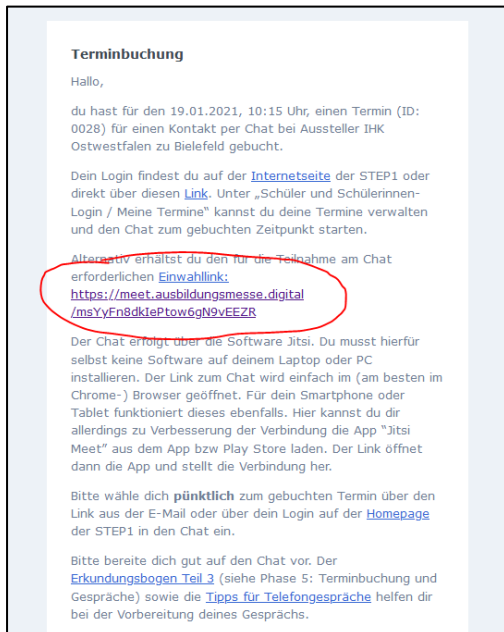 Terminbuchung
Hallo,
du hast für den 19.01.2021, 10:15 Uhr, einen Termin (ID:
0028) für einen Kontakt per Chat bei Aussteller IHK
Ostwestfalen zu Bielefeld gebucht.
Dein Login findest du auf der Internetseite der STEP1 oder
direkt über diesen Link. Unter „Schüler und Schülerinnen-
Login / Meine Termine“ kannst du deine Termine verwalten
und den Chat zum gebuchten Zeitpunkt starten.
Alternativ erhältst du den für die Teilnahme am Chat
erforderlichen Einwahllink:
https://meet.ausbildungsmesse.digital
/msYyFn8dkIePtow6gN9vEEZR
Der Chat erfolgt über die Software Jitsi. Du musst hierfür
selbst keine Software auf deinem Laptop oder PC
installieren. Der Link zum Chat wird einfach im (am besten im
Chrome-) Browser geöffnet. Für dein Smartphone oder
Tablet funktioniert dieses ebenfalls. Hier kannst du dir
allerdings zu Verbesserung der Verbindung die App "Jitsi
Meet" aus dem App bzw Play Store laden. Der Link öffnet
dann die App und stellt die Verbindung her.
Bitte wähle dich pünktlich zum gebuchten Termin über den
Link aus der E-Mail oder über dein Login auf der Homepage
der STEP1 in den Chat ein.
Bitte bereite dich gut auf den Chat vor. Der
Erkundungsbogen Teil 3 (siehe Phase 5: Terminbuchung und
Gespräche) sowie die Tipps für Telefongespräche helfen dir
bei der Vorbereitung deines Gesprächs.